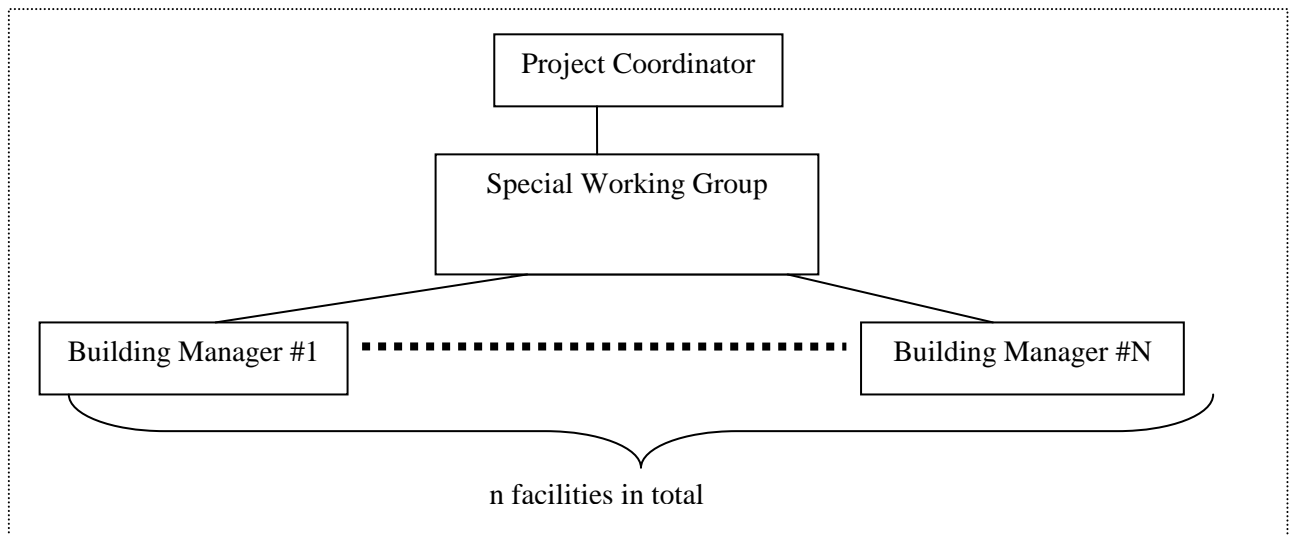 Project Coordinator
Special Working Group
Building Manager #1
Building Manager #N
n facilities in total